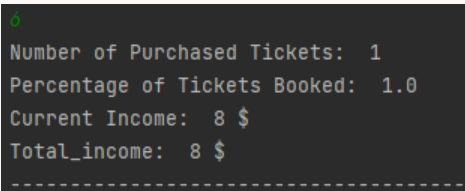 6
Number of Purchased Tickets:  1
Percentage of Tickets Booked:  1.0
Current Income:  8 $
Total_income:  8 $
----------------------------------------